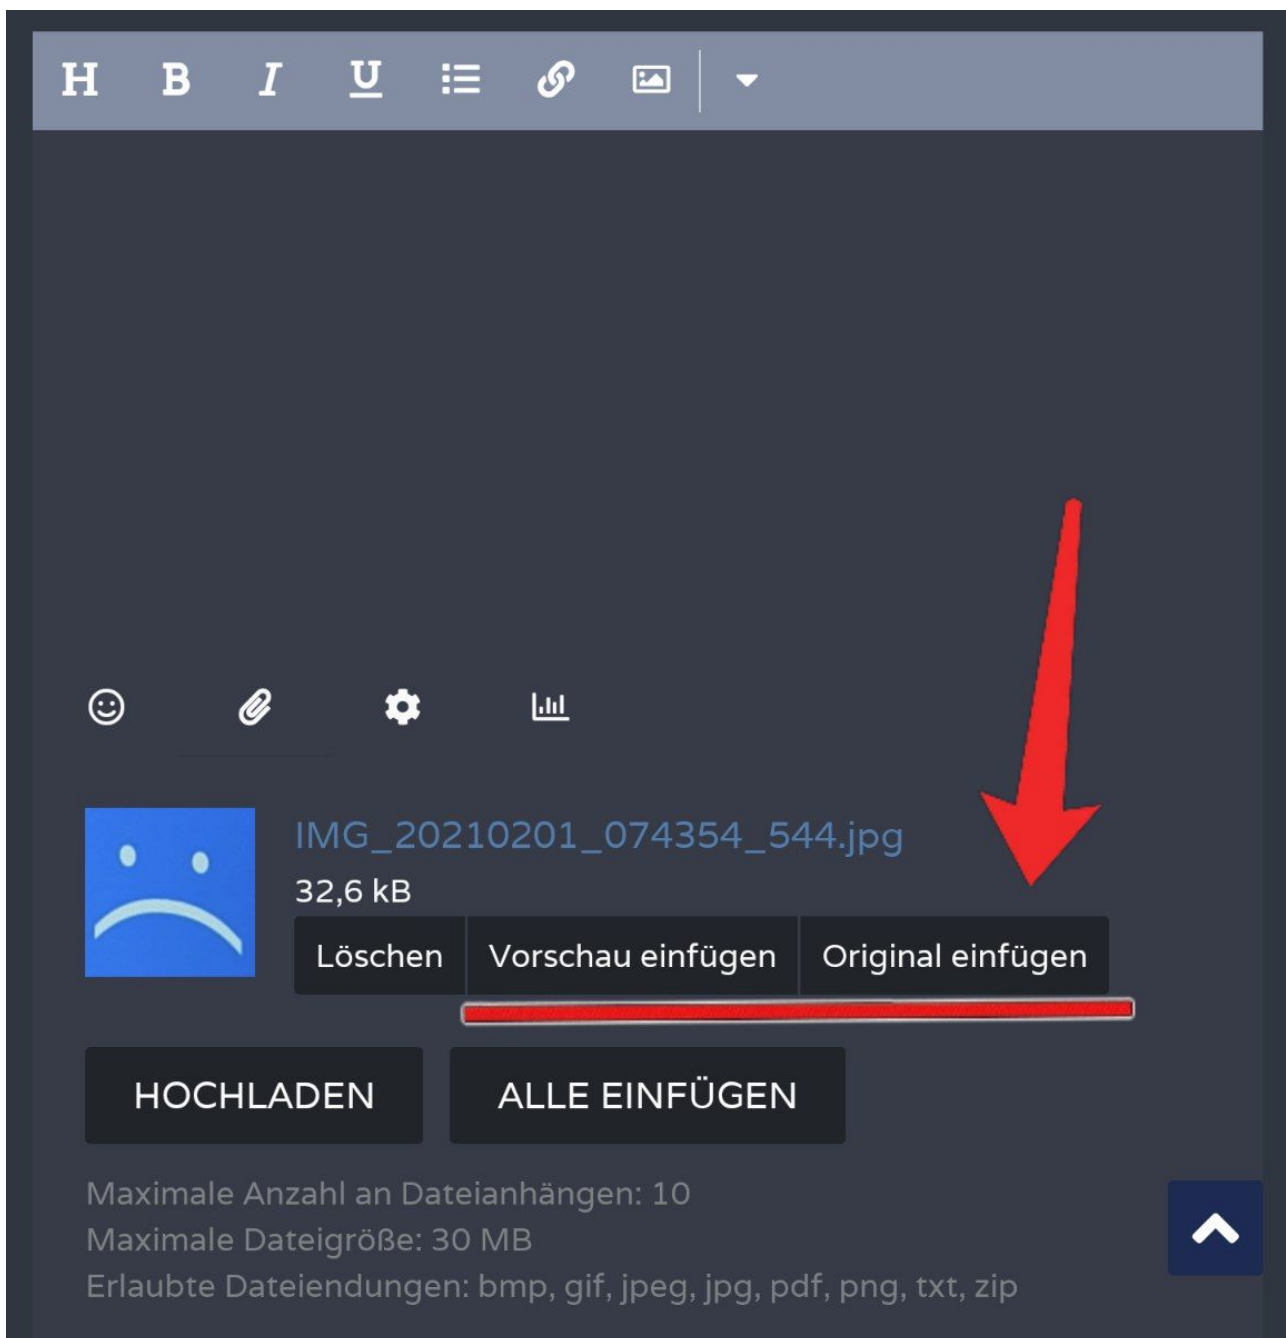 H B I U
IMG_20210201_074354_544.jpg
32,6 kB
Löschen Vorschau einfügen Original einfügen
HOCHLADEN ALLE EINFÜGEN
Maximale Anzahl an Dateianhängen: 10
Maximale Dateigröße: 30 MB
Erlaubte Dateiendungen: bmp, gif, jpeg, jpg, pdf, png, txt, zip